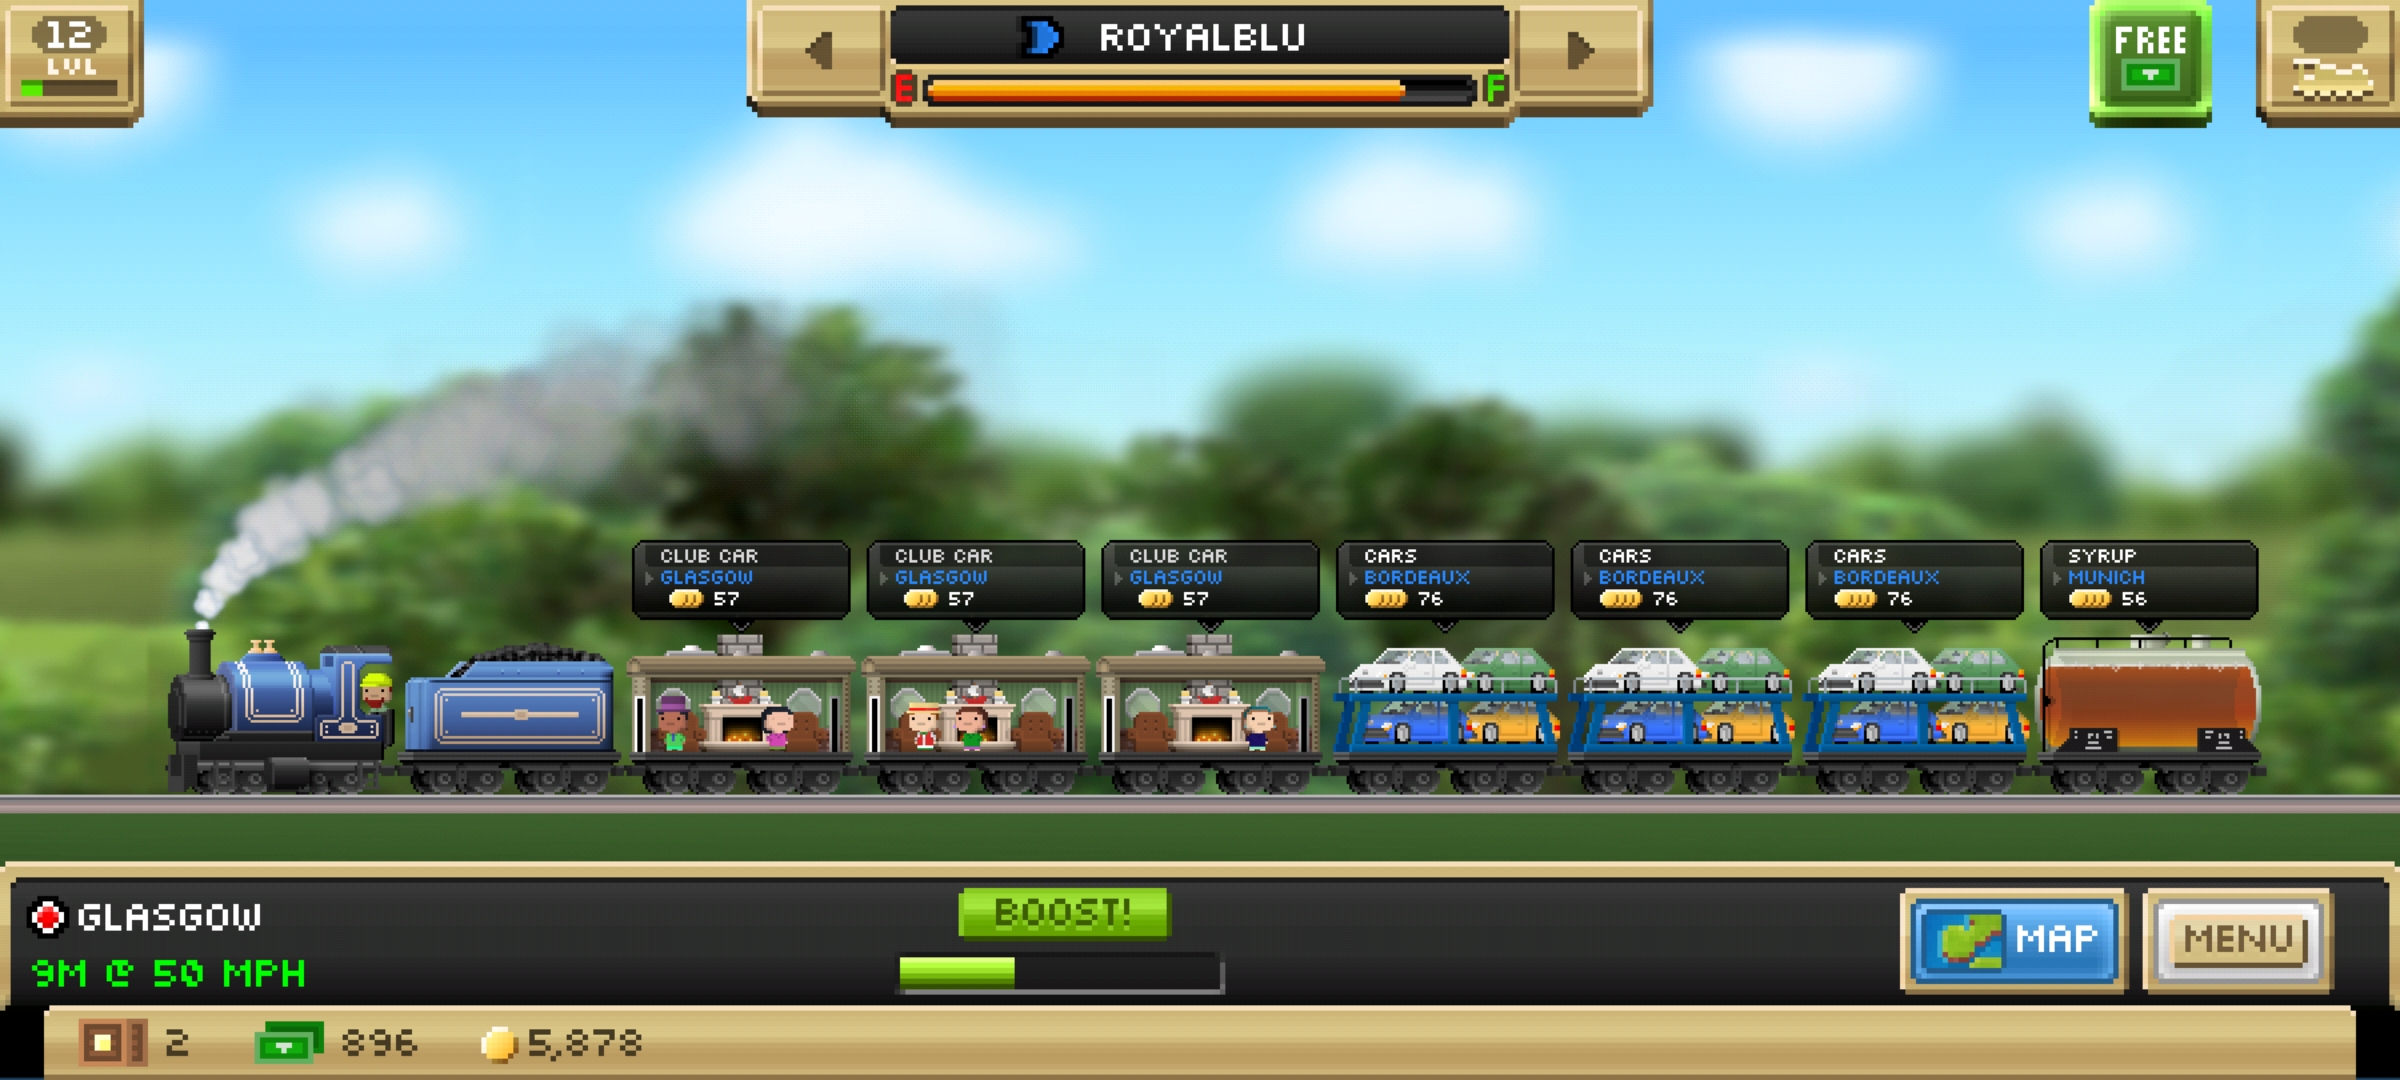 12
LVL
ROYALBLU
E F
FREE
CLUB CAR
GLASGOW
57
CLUB CAR
GLASGOW
57
CLUB CAR
GLASGOW
57
CARS
BORDEAUX
76
CARS
BORDEAUX
76
CARS
BORDEAUX
76
SYRUP
MUNICH
56
GLASGOW
9M @ 50 MPH
BOOST!
MAP
MENU
2
896
5,878